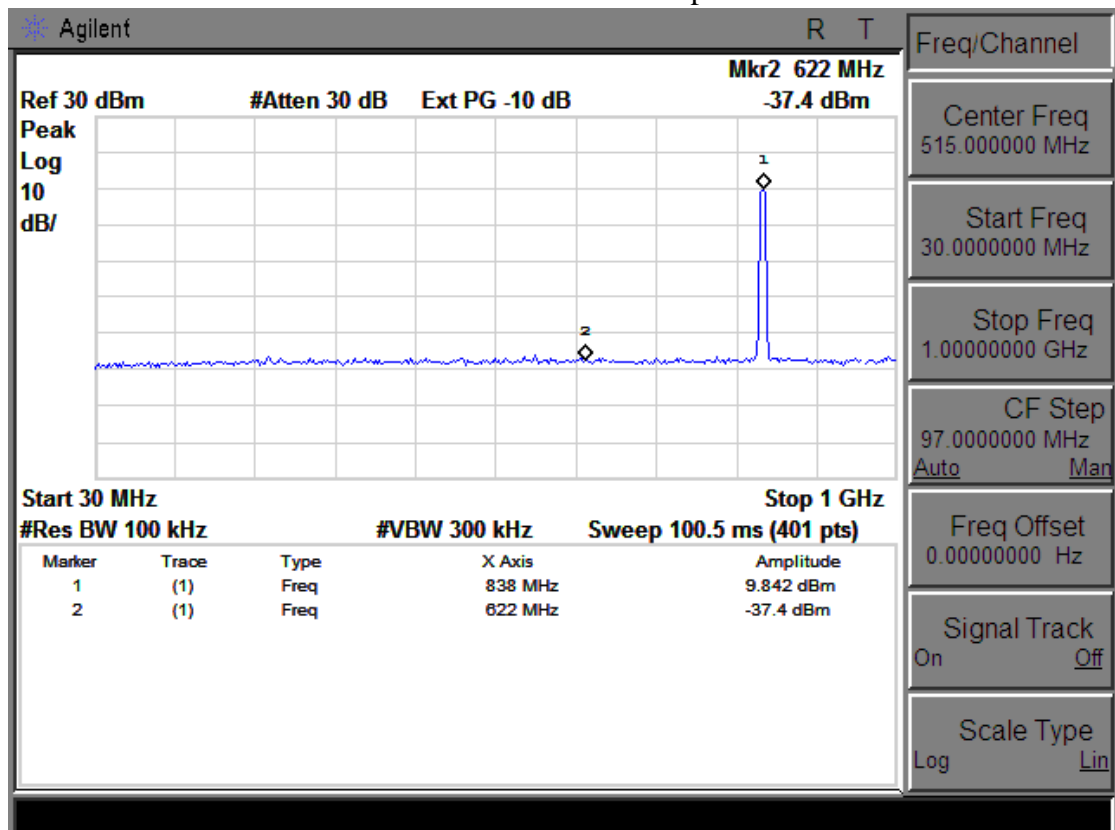 Agilent R T
Mkr2 622 MHz
Ref 30 dBm #Atten 30 dB Ext PG -10 dB -37.4 dBm
Peak
Log
10
dB/
1
2
Start 30 MHz Stop 1 GHz
#Res BW 100 kHz #VBW 300 kHz Sweep 100.5 ms (401 pts)
Marker Trace Type X Axis Amplitude
1 (1) Freq 838 MHz 9.842 dBm
2 (1) Freq 622 MHz -37.4 dBm
Freq/Channel
Center Freq
515.000000 MHz
Start Freq
30.0000000 MHz
Stop Freq
1.00000000 GHz
CF Step
97.0000000 MHz
Auto Man
Freq Offset
0.00000000 Hz
Signal Track
On Off
Scale Type
Log Lin